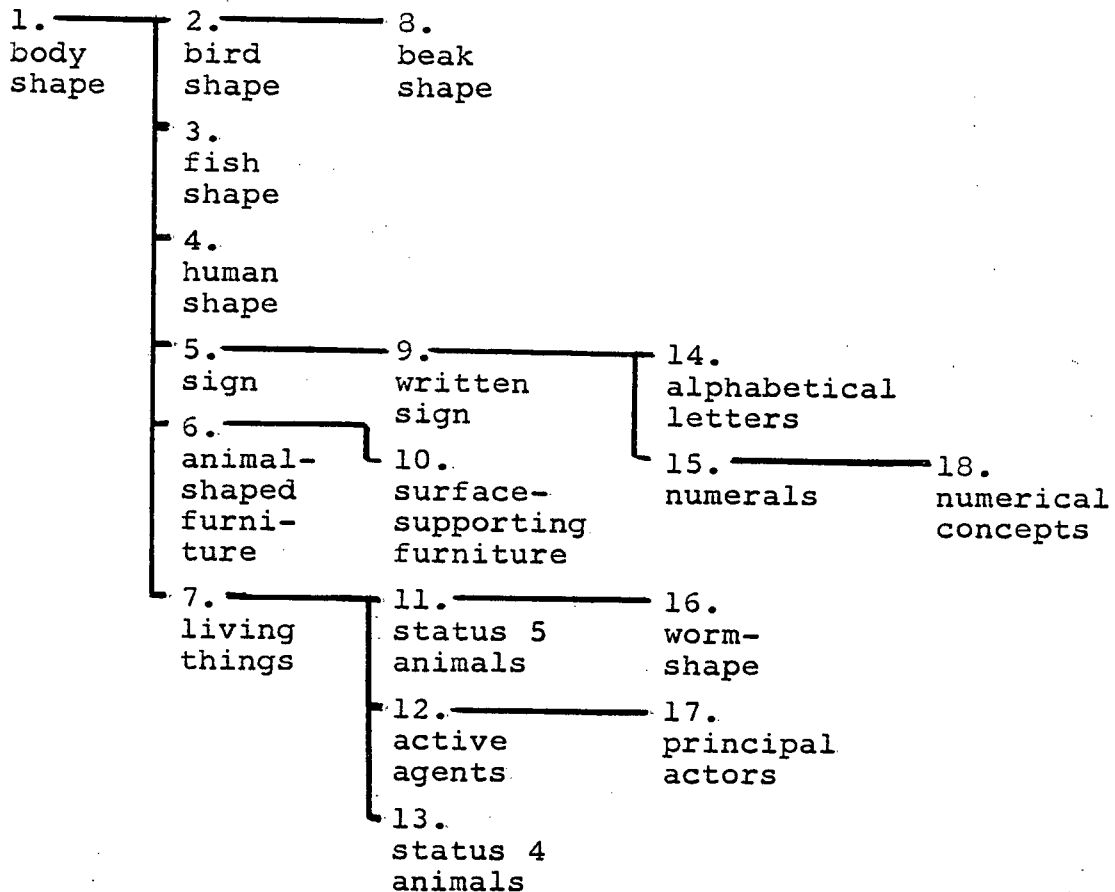 1.
body
shape
2.
bird
shape
8.
beak
shape
3.
fish
shape
4.
human
shape
5.
sign
9.
written
sign
14.
alphabetical
letters
6.
animal-
shaped
furni-
ture
10.
surface-
supporting
furniture
15.
numerals
18.
numerical
concepts
7.
living
things
11.
status 5
animals
16.
worm-
shape
12.
active
agents
17.
principal
actors
13.
status 4
animals